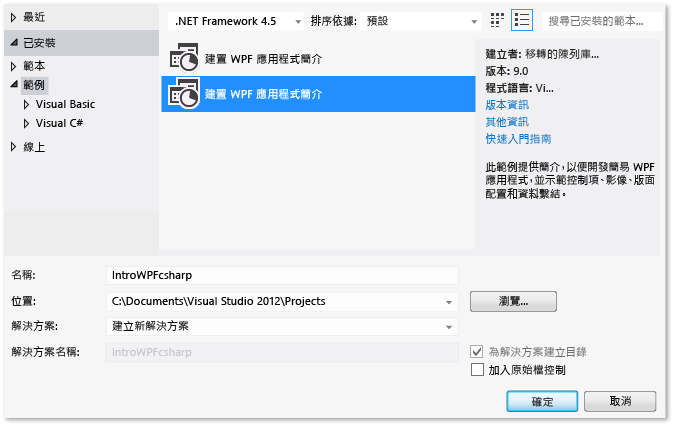 最近
已安裝
範本
範例
Visual Basic
Visual C#
線上
.NET Framework 4.5 排序依據: 預設 搜尋已安裝的範本...
建置 WPF 應用程式簡介
建置 WPF 應用程式簡介
建立者: 移轉的陳列庫...
版本: 9.0
程式語言: Vi...
版本資訊
其他資訊
快速入門指南
此範例提供簡介，以便開發簡易 WPF
應用程式，並示範控制項、影像、版面
配置和資料繫結。
名稱: IntroWPFcsharp
位置: C:\Documents\Visual Studio 2012\Projects 瀏覽...
解決方案: 建立新解決方案
解決方案名稱: IntroWPFcsharp 為解決方案建立目錄
加入原始檔控制
確定 取消